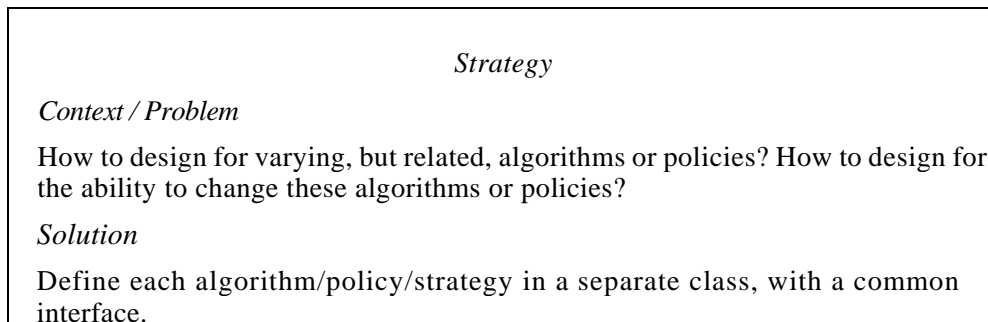 Strategy
Context / Problem
How to design for varying, but related, algorithms or policies? How to design for
the ability to change these algorithms or policies?
Solution
Define each algorithm/policy/strategy in a separate class, with a common
interface.